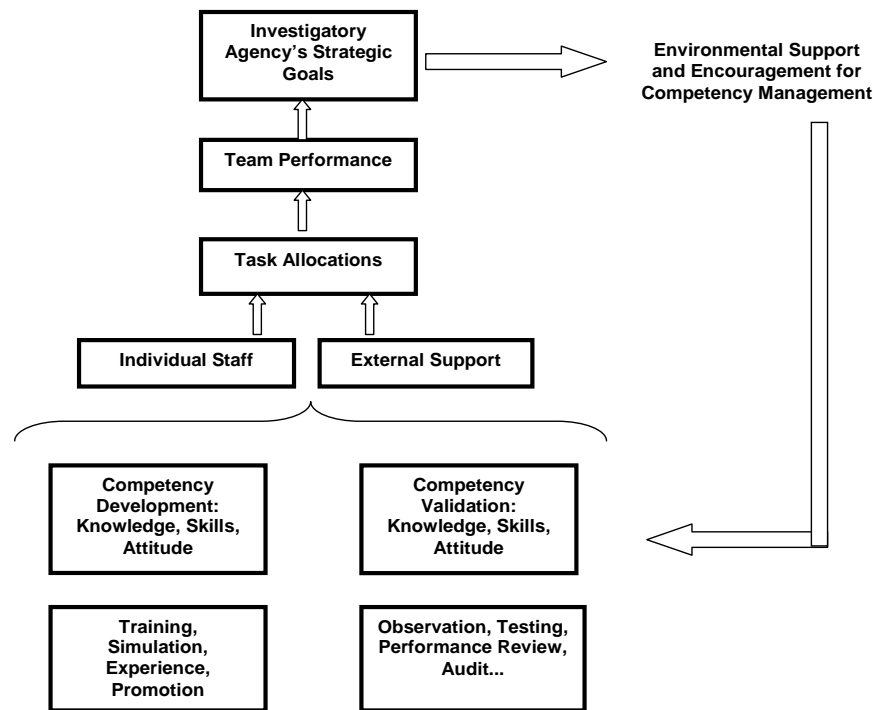 Investigatory
Agency's Strategic
Goals
Environmental Support
and Encouragement for
Competency Management
Team Performance
Task Allocations
Individual Staff
External Support
Competency
Development:
Knowledge, Skills,
Attitude
Competency
Validation:
Knowledge, Skills,
Attitude
Training,
Simulation,
Experience,
Promotion
Observation, Testing,
Performance Review,
Audit...